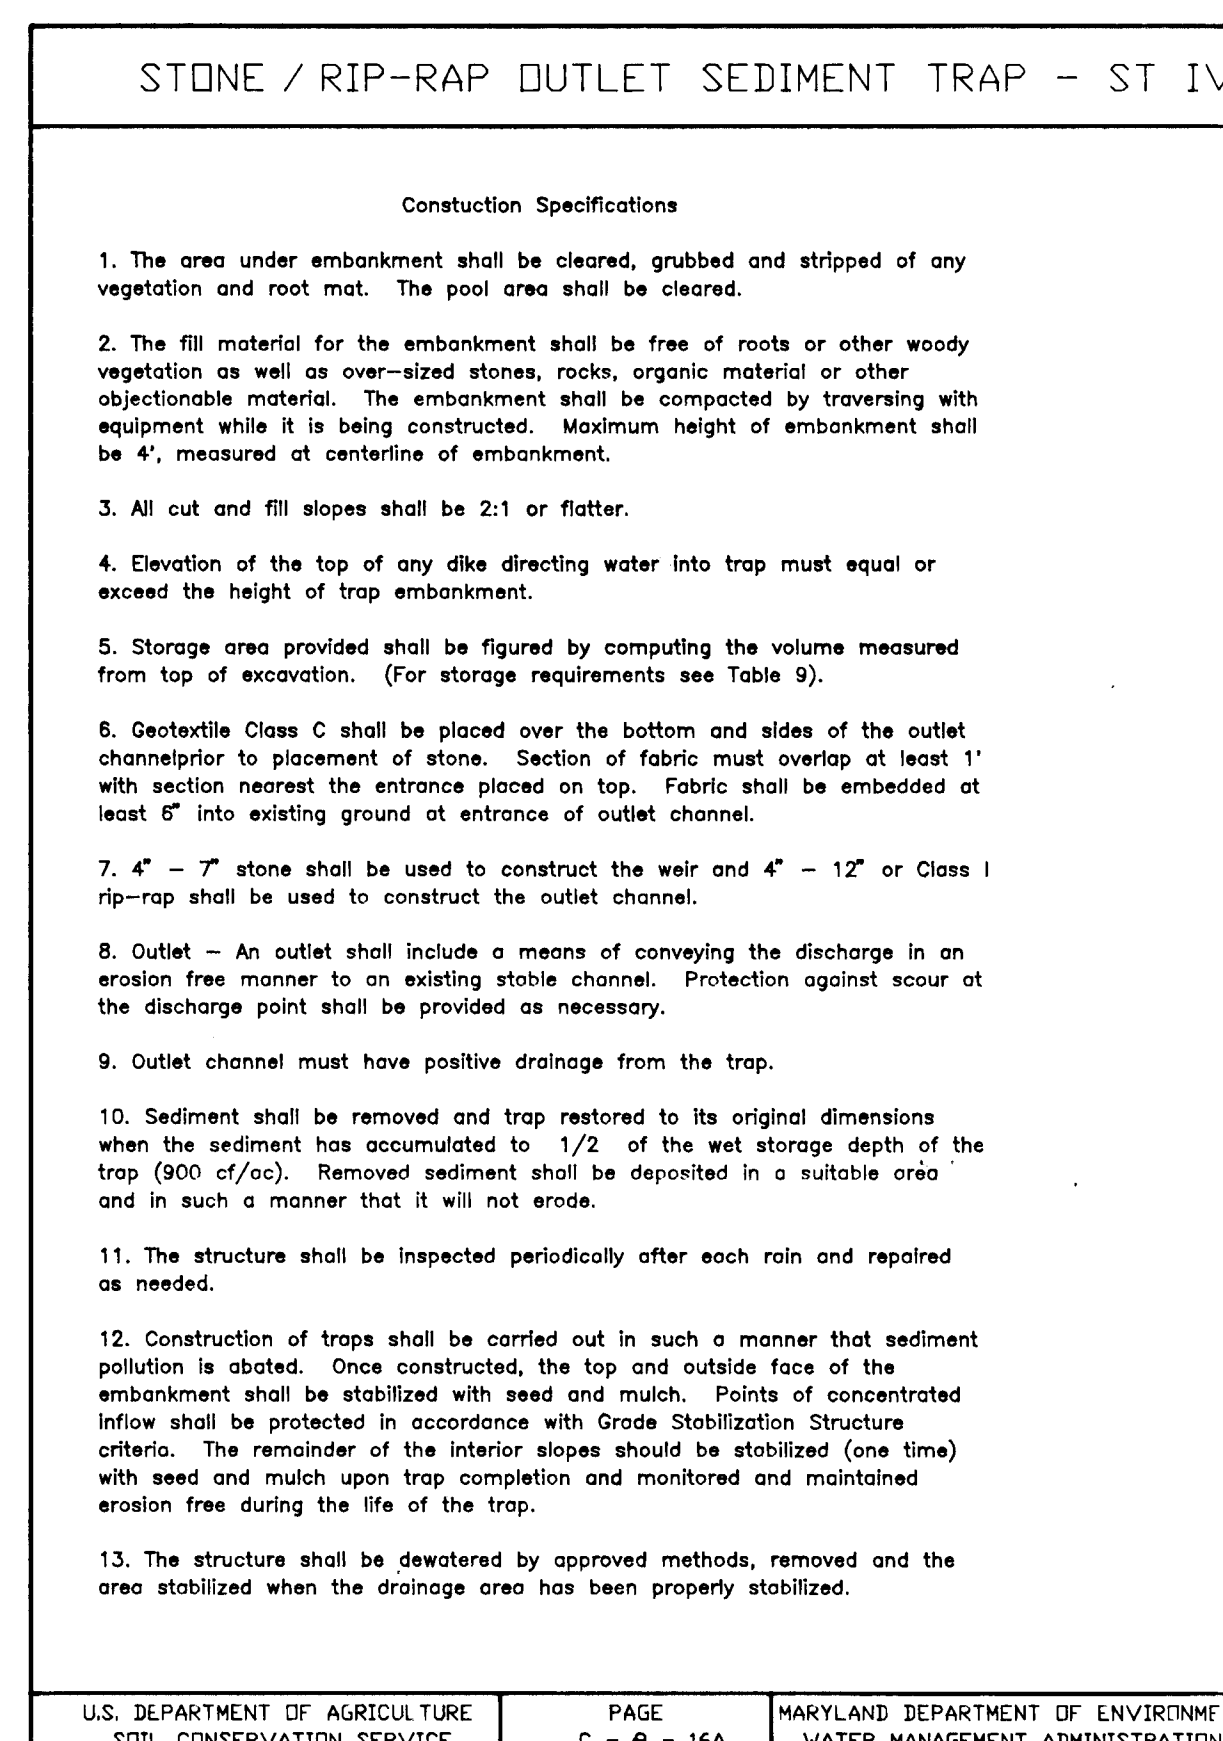 STONE / RIP-RAP OUTLET SEDIMENT TRAP - ST IV
Constuction Specifications
1. The area under embankment shall be cleared, grubbed and stripped of any
vegetation and root mat. The pool area shall be cleared.
2. The fill material for the embankment shall be free of roots or other woody
vegetation as well as over-sized stones, rocks, organic material or other
objectionable material. The embankment shall be compacted by traversing with
equipment while it is being constructed. Maximum height of embankment shall
be 4', measured at centerline of embankment.
3. All cut and fill slopes shall be 2:1 or flatter.
4. Elevation of the top of any dike directing water into trap must equal or
exceed the height of trap embankment.
5. Storage area provided shall be figured by computing the volume measured
from top of excavation. (For storage requirements see Table 9).
6. Geotextile Class C shall be placed over the bottom and sides of the outlet
channelprior to placement of stone. Section of fabric must overlap at least 1'
with section nearest the entrance placed on top. Fabric shall be embedded at
least 6" into existing ground at entrance of outlet channel.
7. 4" - 7" stone shall be used to construct the weir and 4" - 12" or Class I
rip-rap shall be used to construct the outlet channel.
8. Outlet - An outlet shall include a means of conveying the discharge in an
erosion free manner to an existing stable channel. Protection against scour at
the discharge point shall be provided as necessary.
9. Outlet channel must have positive drainage from the trap.
10. Sediment shall be removed and trap restored to its original dimensions
when the sediment has accumulated to 1/2 of the wet storage depth of the
trap (900 cf/ac). Removed sediment shall be deposited in a suitable area
and in such a manner that it will not erode.
11. The structure shall be inspected periodically after each rain and repaired
as needed.
12. Construction of traps shall be carried out in such a manner that sediment
pollution is abated. Once constructed, the top and outside face of the
embankment shall be stabilized with seed and mulch. Points of concentrated
inflow shall be protected in accordance with Grade Stabilization Structure
criteria. The remainder of the interior slopes should be stabilized (one time)
with seed and mulch upon trap completion and monitored and maintained
erosion free during the life of the trap.
13. The structure shall be dewatered by approved methods, removed and the
area stabilized when the drainage area has been properly stabilized.
U.S. DEPARTMENT OF AGRICULTURE
SOIL CONSERVATION SERVICE
PAGE
C - 9 - 16A
MARYLAND DEPARTMENT OF ENVIRONME
WATER MANAGEMENT ADMINISTRATION